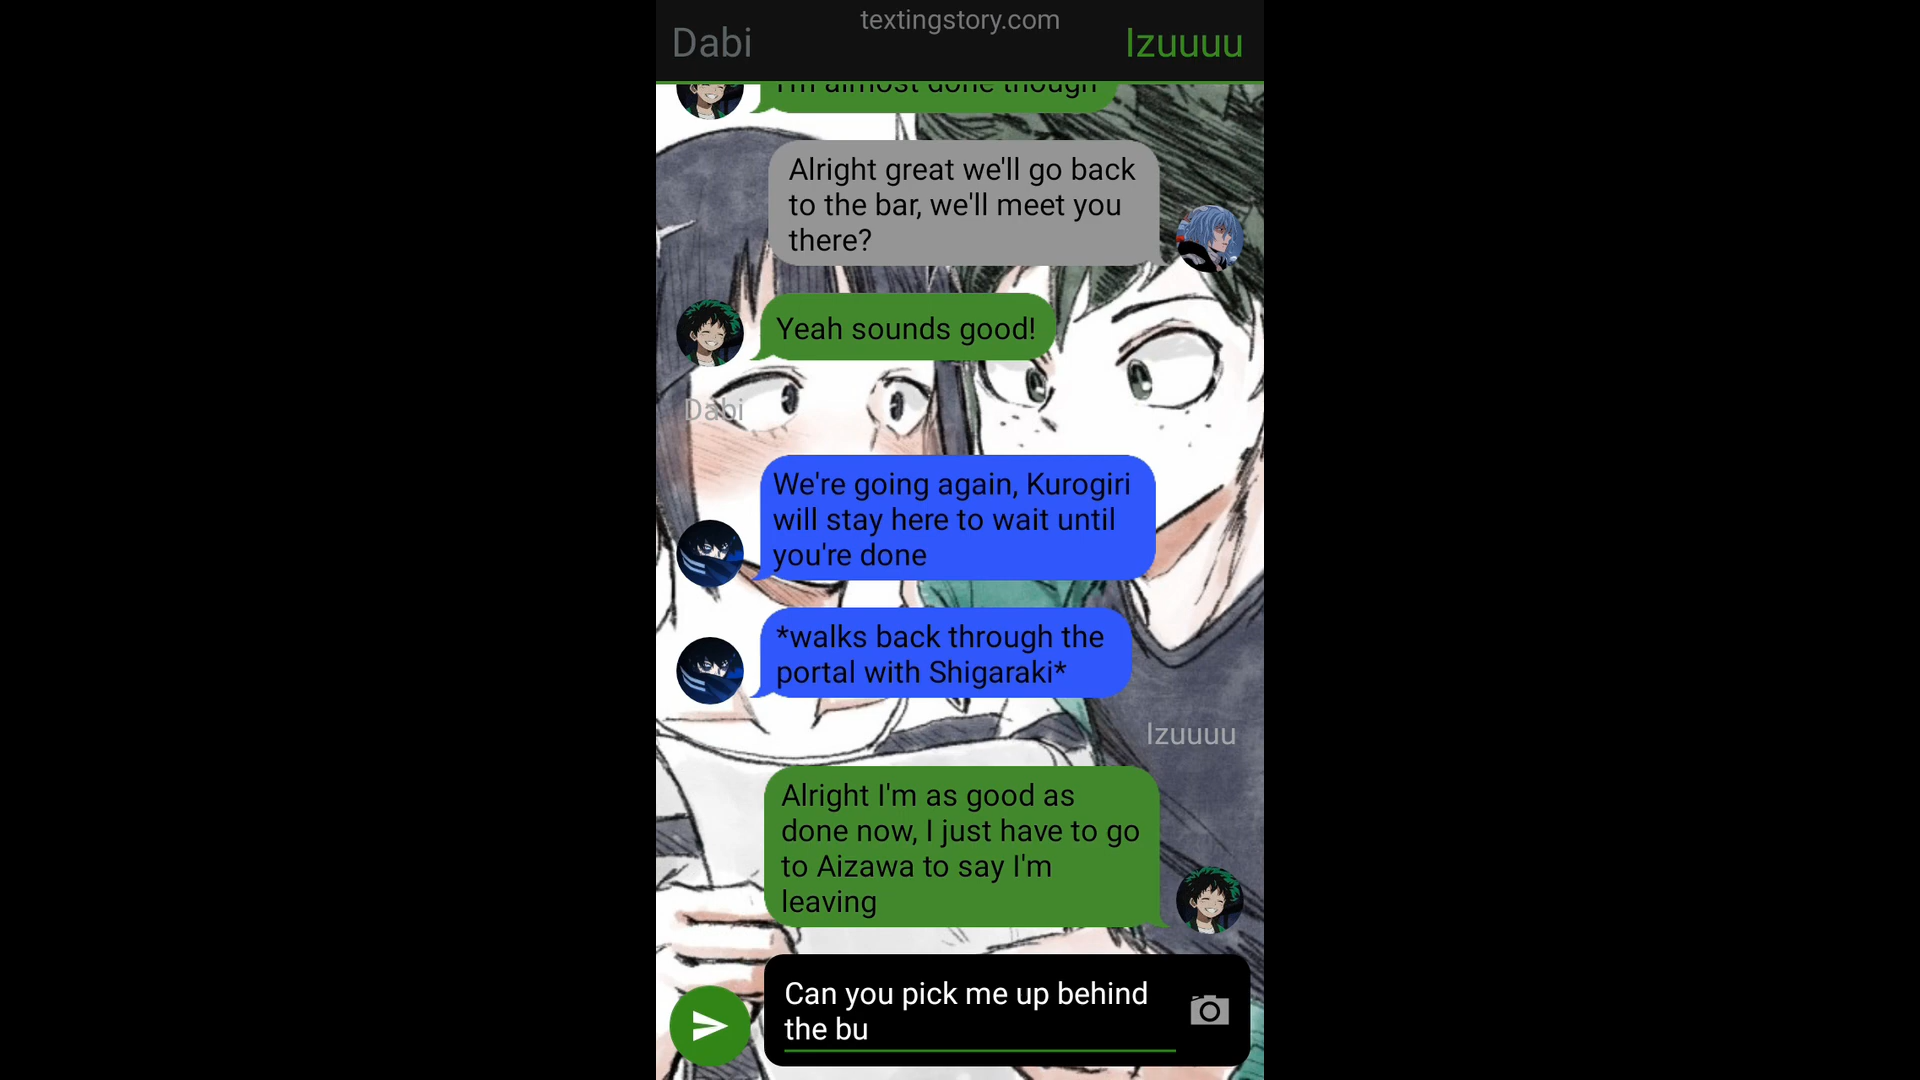 textingstory.com
Dabi
Izuuuu
I'm almost done though
Alright great we'll go back
to the bar, we'll meet you
there?
Yeah sounds good!
Dabi
We're going again, Kurogiri
will stay here to wait until
you're done
*walks back through the
portal with Shigaraki*
Izuuuu
Alright I'm as good as
done now, I just have to go
to Aizawa to say I'm
leaving
Can you pick me up behind
the bu